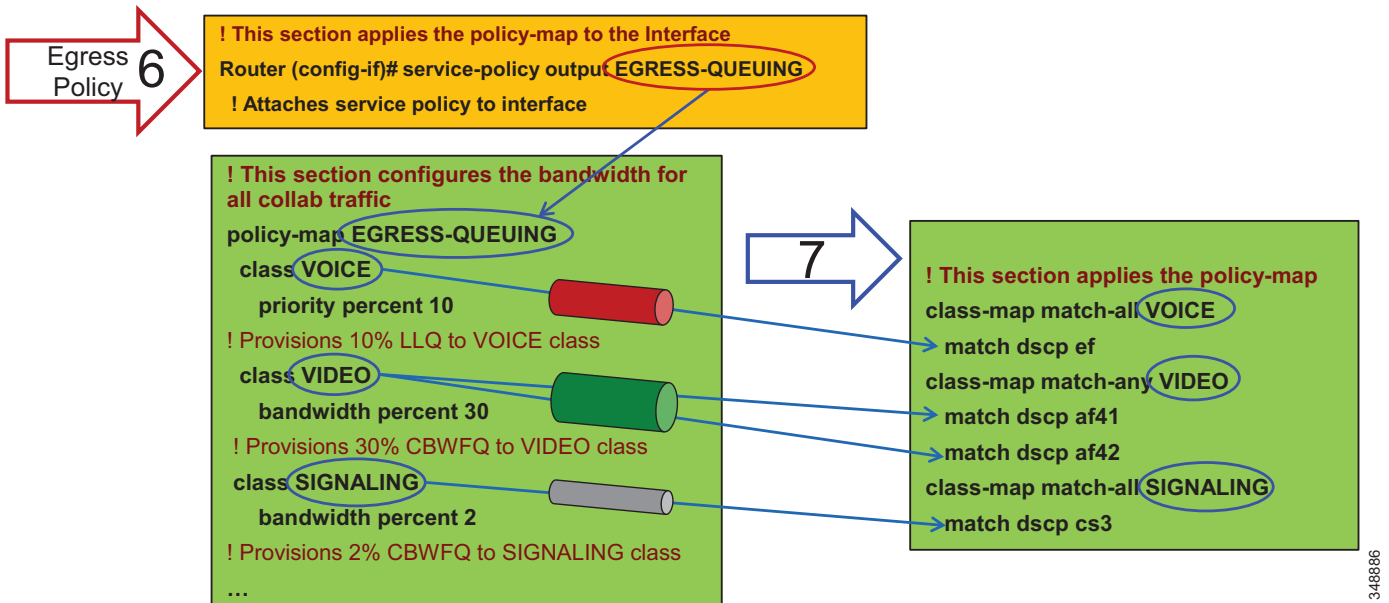 Egress
Policy
6
! This section applies the policy-map to the Interface
Router (config-if)# service-policy output EGRESS-QUEUING
! Attaches service policy to interface
! This section configures the bandwidth for
all collab traffic
policy-map EGRESS-QUEUING
class VOICE
priority percent 10
! Provisions 10% LLQ to VOICE class
class VIDEO
bandwidth percent 30
! Provisions 30% CBWFQ to VIDEO class
class SIGNALING
bandwidth percent 2
! Provisions 2% CBWFQ to SIGNALING class
...
7
! This section applies the policy-map
class-map match-all VOICE
match dscp ef
class-map match-any VIDEO
match dscp af41
match dscp af42
class-map match-all SIGNALING
match dscp cs3
348886